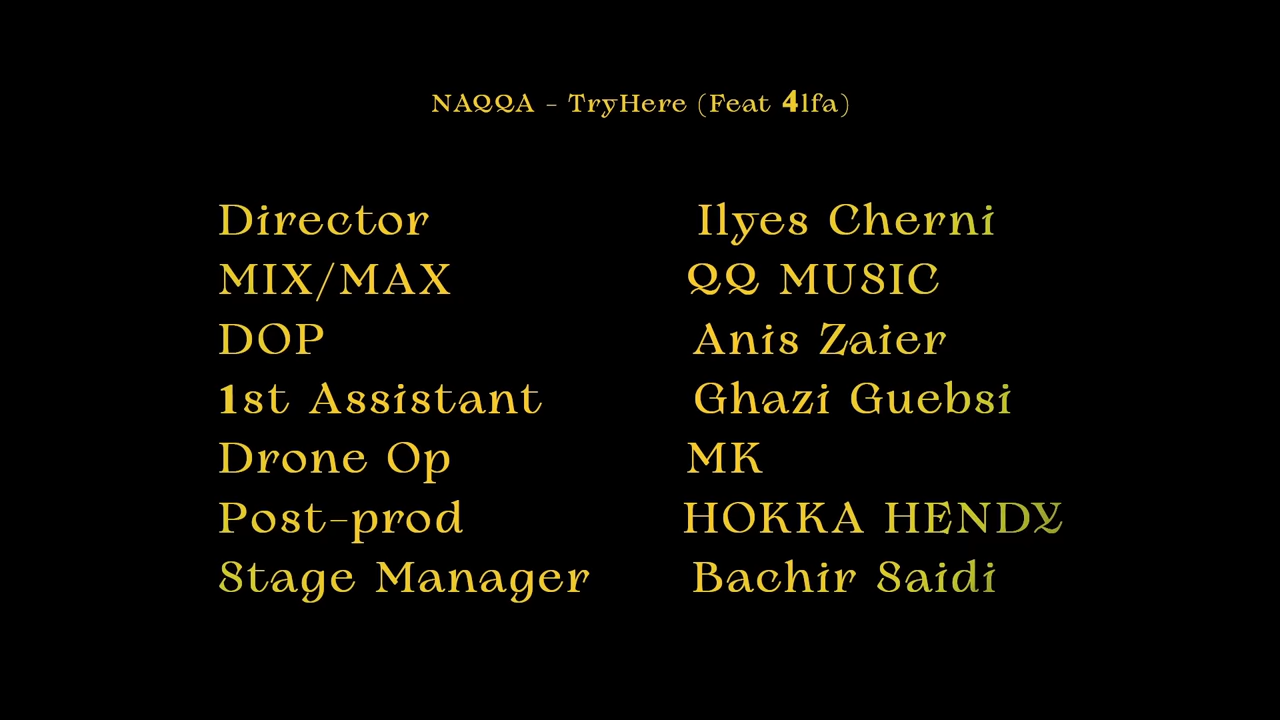 NAQQA - TryHere (Feat 4lfa)
Director Ilyes Cherni
MIX/MAX QQ MUSIC
DOP Anis Zaier
1st Assistant Ghazi Guebsi
Drone Op MK
Post-prod HOKKA HENDY
Stage Manager Bachir Saidi